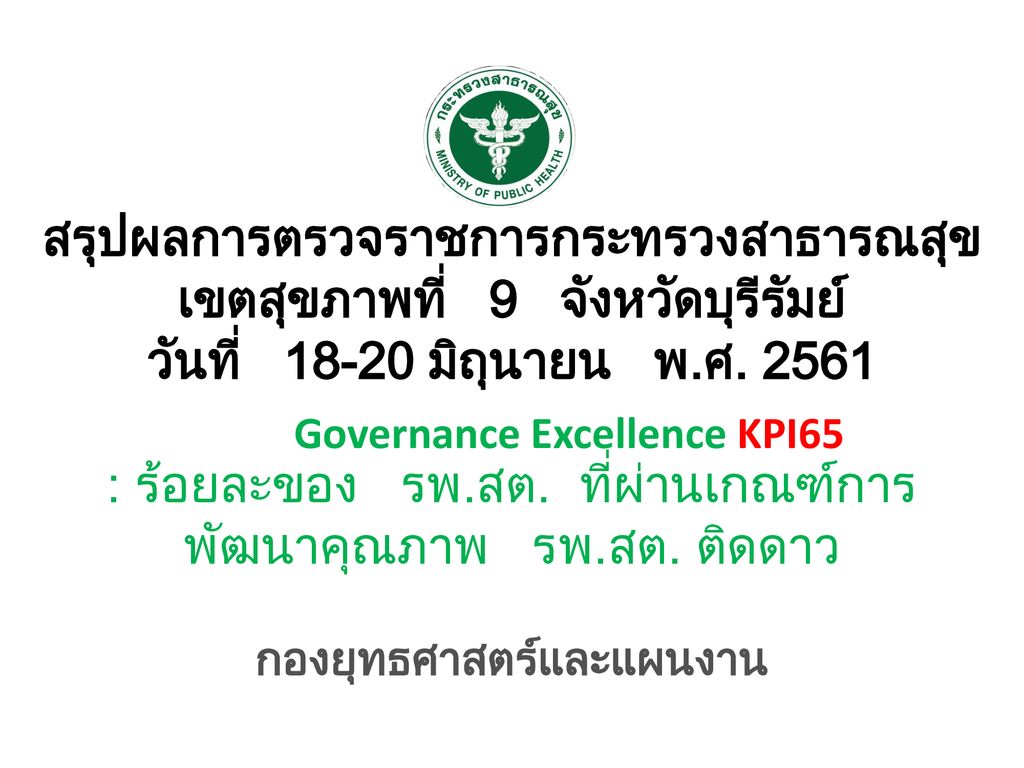 กระทรวงสาธารณสุข
MINISTRY OF PUBLIC HEALTH
สรุปผลการตรวจราชการกระทรวงสาธารณสุข
เขตสุขภาพที่ 9 จังหวัดบุรีรัมย์
วันที่ 18-20 มิถุนายน พ.ศ. 2561
Governance Excellence KPI65
: ร้อยละของ รพ.สต. ที่ผ่านเกณฑ์การ
พัฒนาคุณภาพ รพ.สต. ติดดาว
กองยุทธศาสตร์และแผนงาน